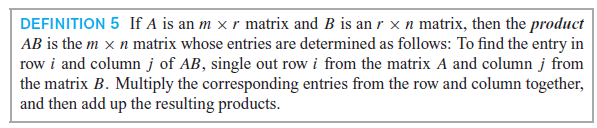 DEFINITION 5 If A is an m × r matrix and B is an r × n matrix, then the product
AB is the m × n matrix whose entries are determined as follows: To find the entry in
row i and column j of AB, single out row i from the matrix A and column j from
the matrix B. Multiply the corresponding entries from the row and column together,
and then add up the resulting products.